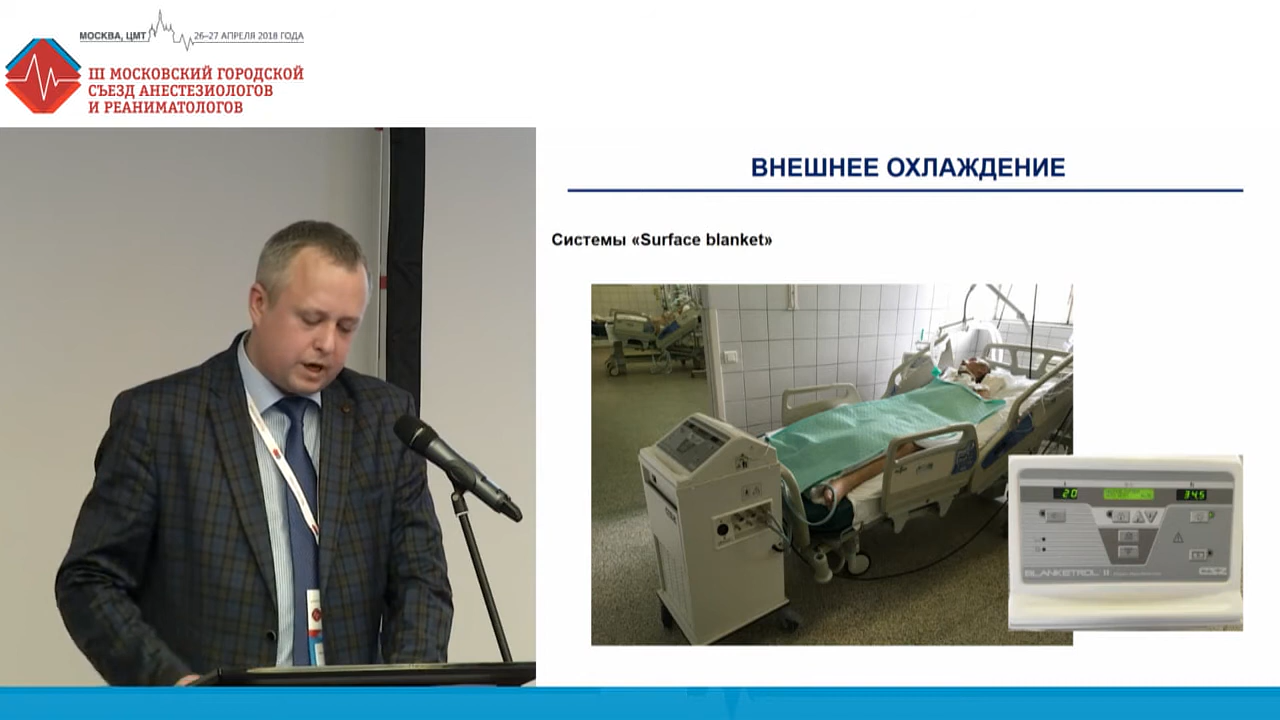 МОСКВА, ЦМТ 26–27 АПРЕЛЯ 2018 ГОДА
III МОСКОВСКИЙ ГОРОДСКОЙ
СЪЕЗД АНЕСТЕЗИОЛОГОВ
И РЕАНИМАТОЛОГОВ
ВНЕШНЕЕ ОХЛАЖДЕНИЕ
Системы «Surface blanket»
20
34.5
BLANKETROL II